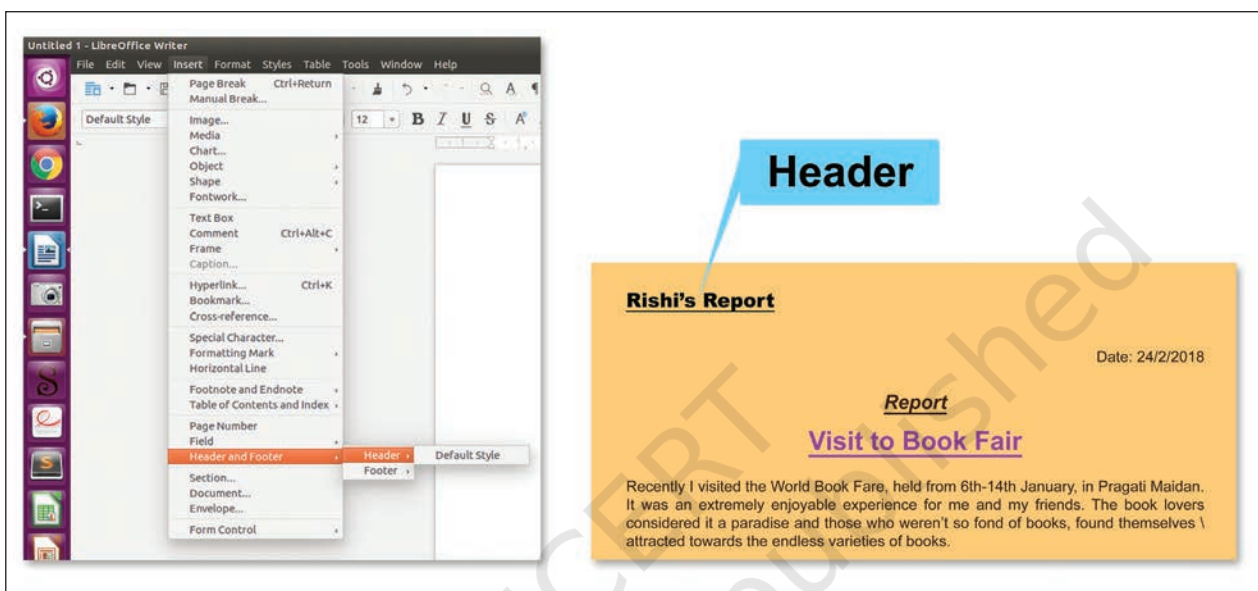 Untitled 1 - LibreOffice Writer
File Edit View Insert Format Styles Table Tools Window Help
Page Break Ctrl+Return
Manual Break...
Default Style
12
B I U S A
Image...
Media
Chart...
Object
Shape
Fontwork...
Text Box
Comment Ctrl+Alt+C
Frame
Caption...
Hyperlink... Ctrl+K
Bookmark...
Cross-reference...
Special Character...
Formatting Mark
Horizontal Line
Footnote and Endnote
Table of Contents and Index
Page Number
Field
Header and Footer
Header
Default Style
Footer
Section...
Document...
Envelope...
Form Control
Header
Rishi's Report
Date: 24/2/2018
Report
Visit to Book Fair
Recently I visited the World Book Fare, held from 6th-14th January, in Pragati Maidan.
It was an extremely enjoyable experience for me and my friends. The book lovers
considered it a paradise and those who weren't so fond of books, found themselves \
attracted towards the endless varieties of books.